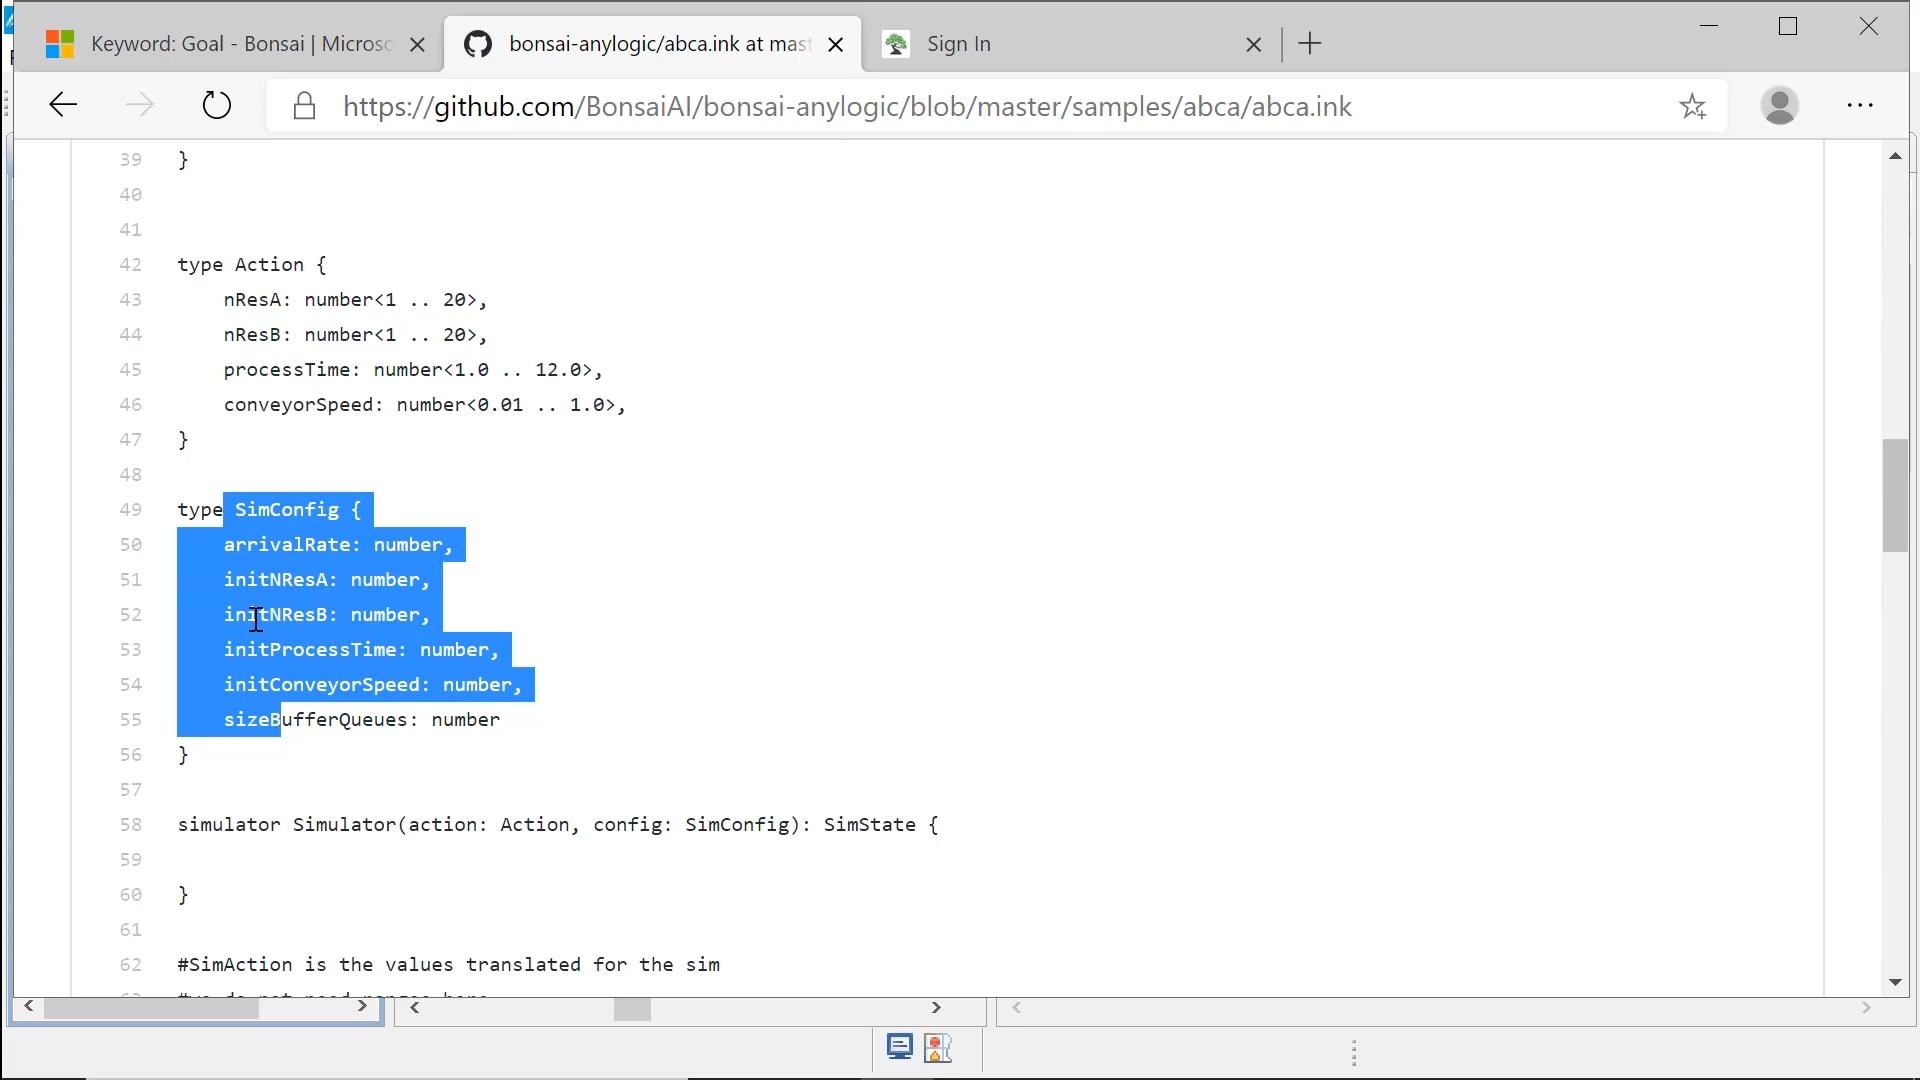 Keyword: Goal - Bonsai | Microso
bonsai-anylogic/abca.ink at mast
Sign In
https://github.com/BonsaiAI/bonsai-anylogic/blob/master/samples/abca/abca.ink
39 }
40
41
42 type Action {
43 nResA: number<1 .. 20>,
44 nResB: number<1 .. 20>,
45 processTime: number<1.0 .. 12.0>,
46 conveyorSpeed: number<0.01 .. 1.0>,
47 }
48
49 type SimConfig {
50 arrivalRate: number,
51 initNResA: number,
52 initNResB: number,
53 initProcessTime: number,
54 initConveyorSpeed: number,
55 sizeBufferQueues: number
56 }
57
58 simulator Simulator(action: Action, config: SimConfig): SimState {
59
60 }
61
62 #SimAction is the values translated for the sim